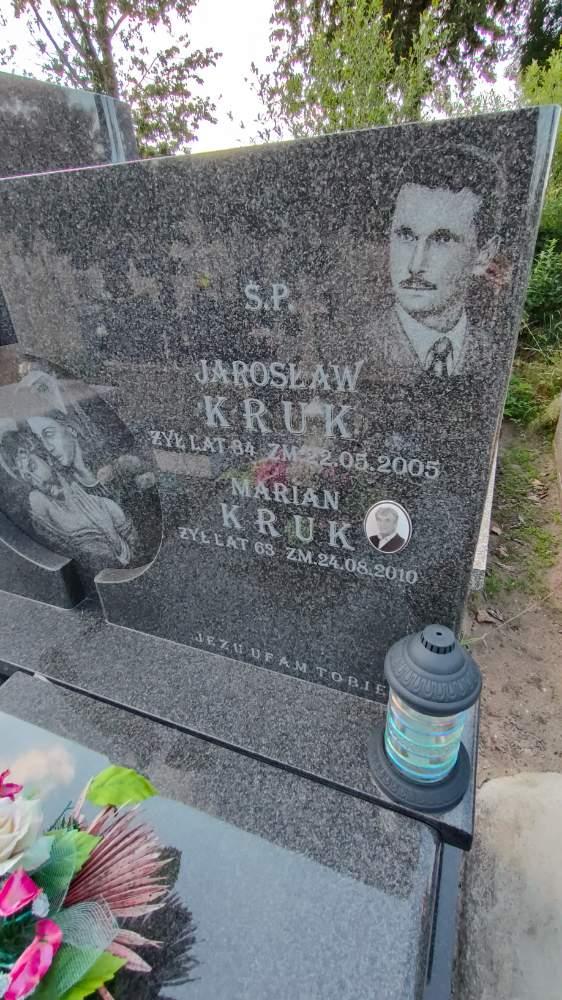 Ś.P.
JAROSŁAW
KRUK
ŻYŁ LAT 34 ZM.22.05.2005
MARIAN
KRUK
ŻYŁ LAT 63 ZM.24.08.2010
JEZU UFAM TOBIE